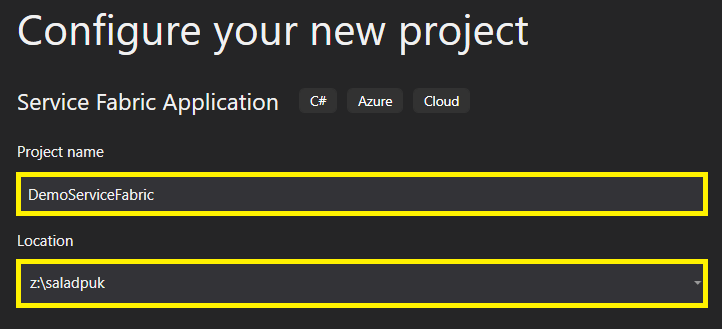 Configure your new project
Service Fabric Application C# Azure Cloud
Project name
DemoServiceFabric
Location
z:\saladpuk